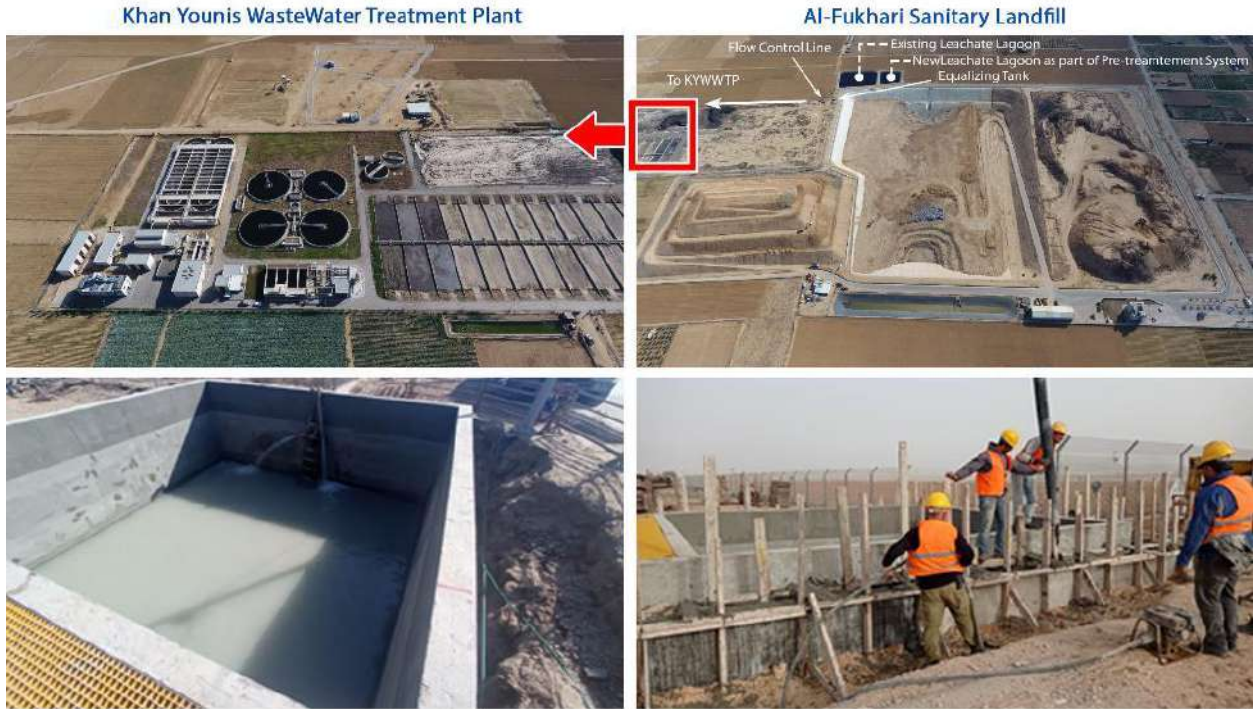 Khan Younis WasteWater Treatment Plant
Al-Fukhari Sanitary Landfill
Flow Control Line
Existing Leachate Lagoon
NewLeachate Lagoon as part of Pre-treamtement System
Equalizing Tank
To KYWWTP